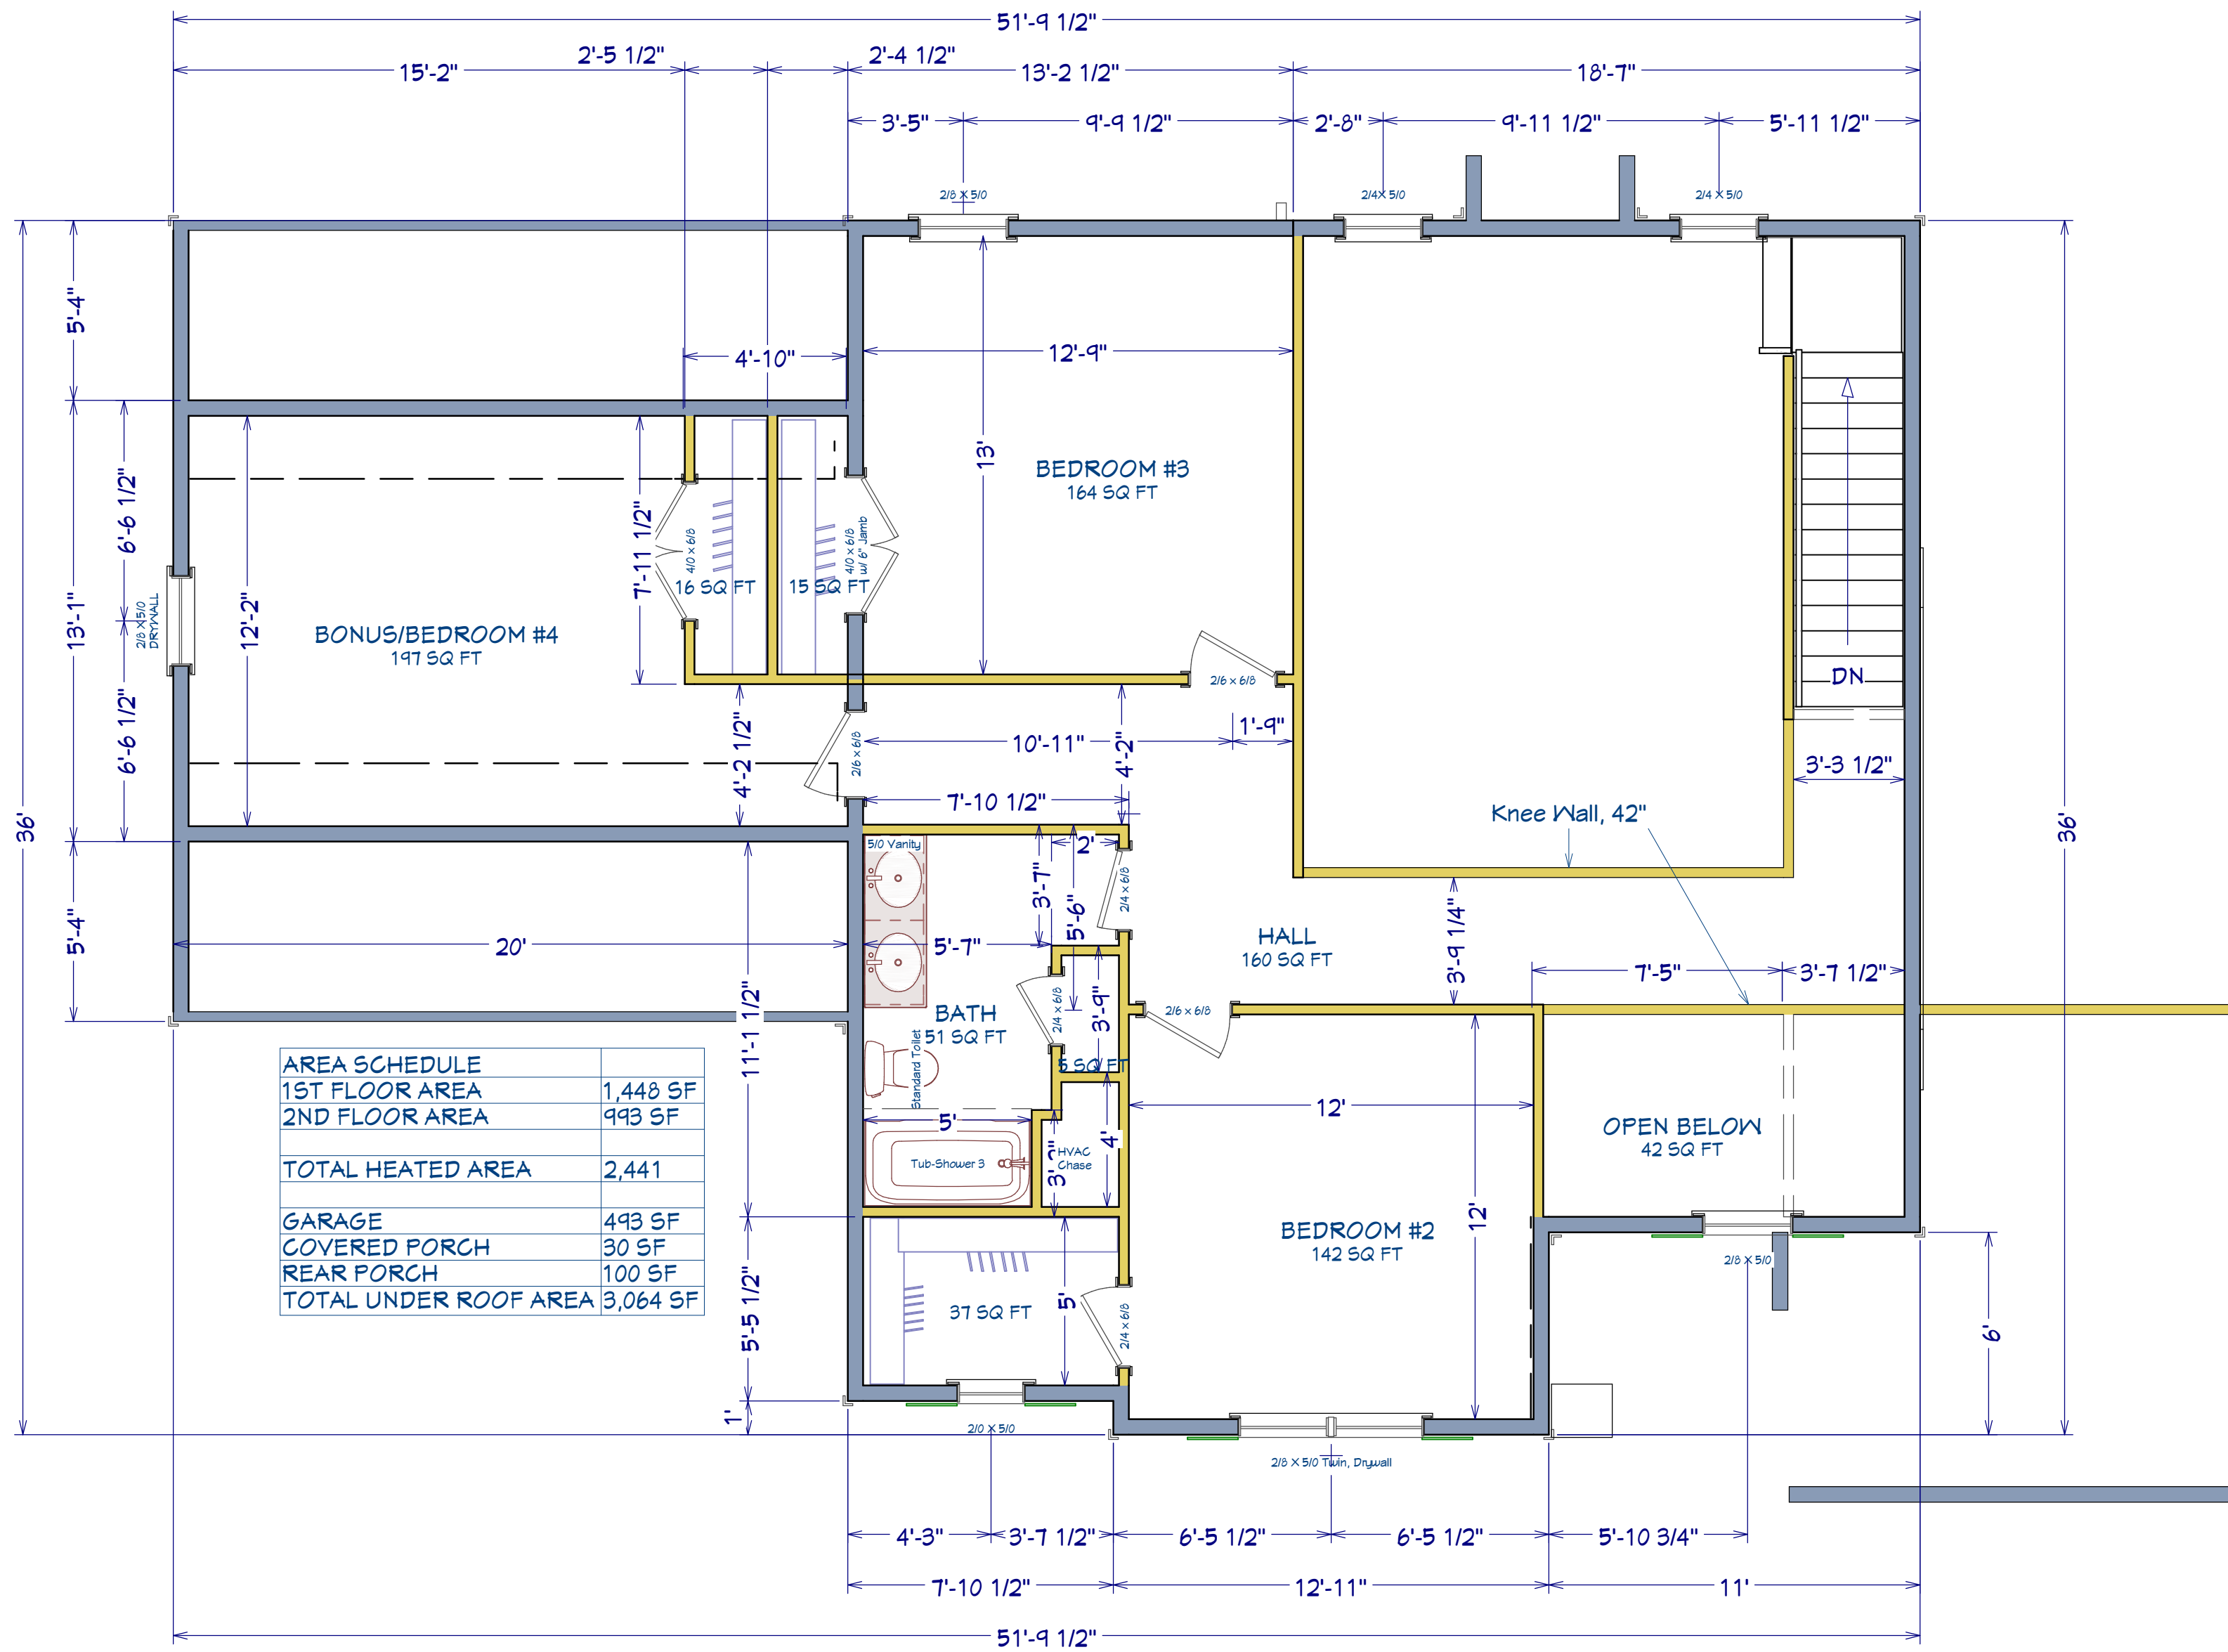 51'-9 1/2"
15'-2"
2'-5 1/2"
2'-4 1/2"
13'-2 1/2"
18'-7"
3'-5"
9'-9 1/2"
2'-8"
9'-11 1/2"
5'-11 1/2"
2/8 X 5/0
2/4 X 5/0
2/4 X 5/0
5'-4"
4'-10"
12'-9"
13'
BEDROOM #3
164 SQ FT
6'-6 1/2"
7'-11 1/2"
4/0 x 6/8
4/0 x 6/8
w/ 6" Jamb
16 SQ FT
15 SQ FT
13'-1"
2/8 X 5/0
DRYWALL
12'-2"
BONUS/BEDROOM #4
197 SQ FT
6'-6 1/2"
2/6 x 6/8
DN
1'-9"
10'-11"
4'-2 1/2"
2/6 x 6/8
4'-2"
3'-3 1/2"
7'-10 1/2"
Knee Wall, 42"
36'
36'
5/0 Vanity
2'
3'-7"
5'-6"
2/4 x 6/8
5'-4"
20'
5'-7"
HALL
160 SQ FT
3'-9 1/4"
7'-5"
3'-7 1/2"
11'-1 1/2"
BATH
51 SQ FT
2/4 x 6/8
3'-9"
2/6 x 6/8
Standard Toilet
5 SQ FT
AREA SCHEDULE
1ST FLOOR AREA 1,448 SF
2ND FLOOR AREA 993 SF
TOTAL HEATED AREA 2,441
GARAGE 493 SF
COVERED PORCH 30 SF
REAR PORCH 100 SF
TOTAL UNDER ROOF AREA 3,064 SF
5'
12'
4'
OPEN BELOW
42 SQ FT
Tub-Shower 3
HVAC
Chase
12'
BEDROOM #2
142 SQ FT
2/8 X 5/0
5'-5 1/2"
37 SQ FT
5'
2/4 x 6/8
6'
1'
2/0 X 5/0
2/8 X 5/0 Twin, Drywall
4'-3"
3'-7 1/2"
6'-5 1/2"
6'-5 1/2"
5'-10 3/4"
7'-10 1/2"
12'-11"
11'
51'-9 1/2"